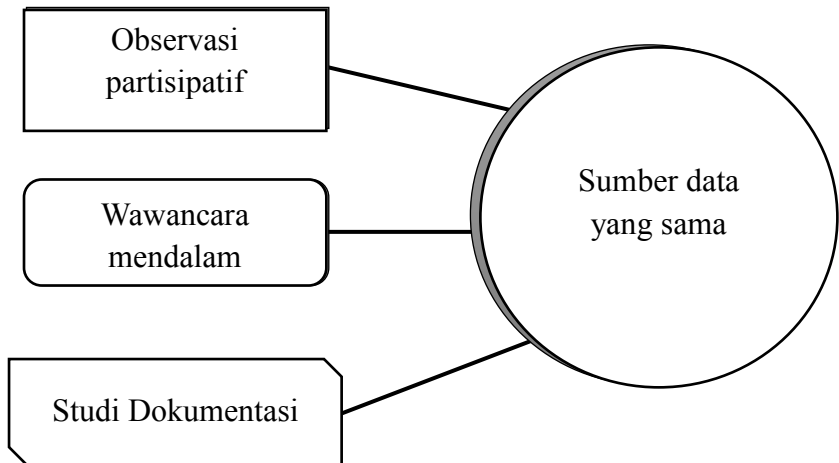 Observasi
partisipatif
Wawancara
mendalam
Studi Dokumentasi
Sumber data
yang sama